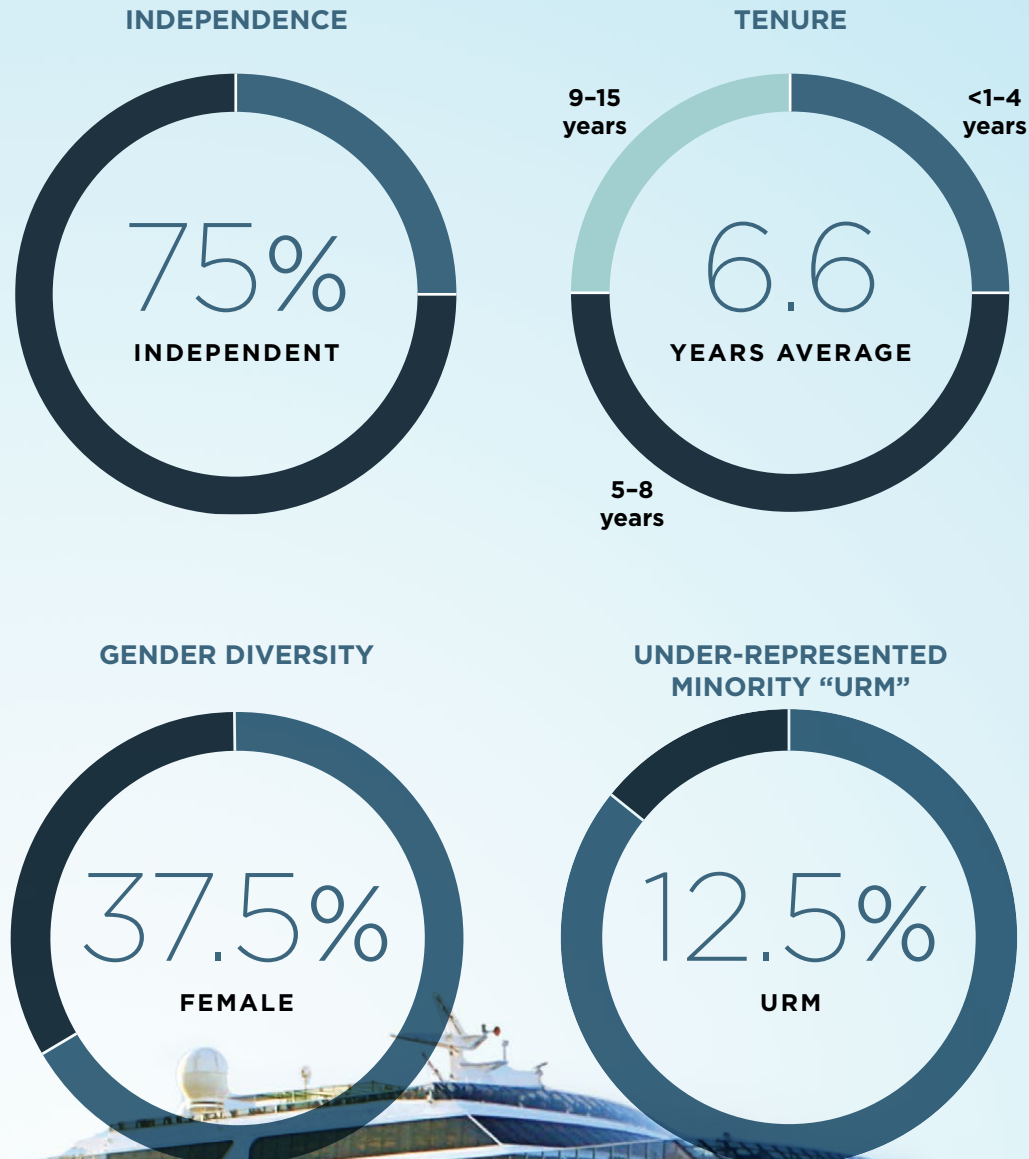 INDEPENDENCE
75%
INDEPENDENT
TENURE
9–15
years
<1–4
years
6.6
YEARS AVERAGE
5–8
years
GENDER DIVERSITY
37.5%
FEMALE
UNDER-REPRESENTED
MINORITY “URM”
12.5%
URM